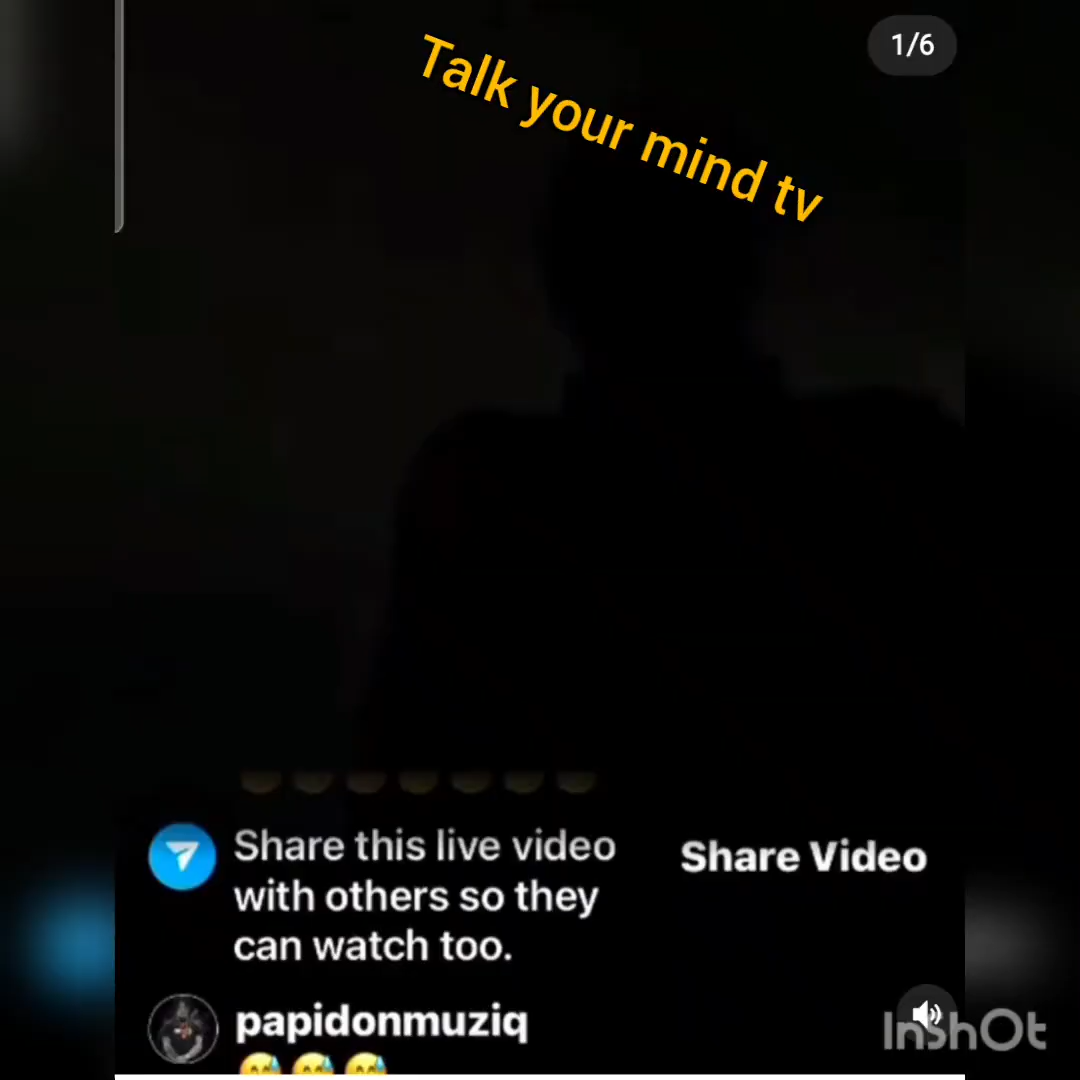 Talk your mind tv
1/6
Share this live video
with others so they
can watch too.
Share Video
papidonmuziq
😅😅😅
InShOt